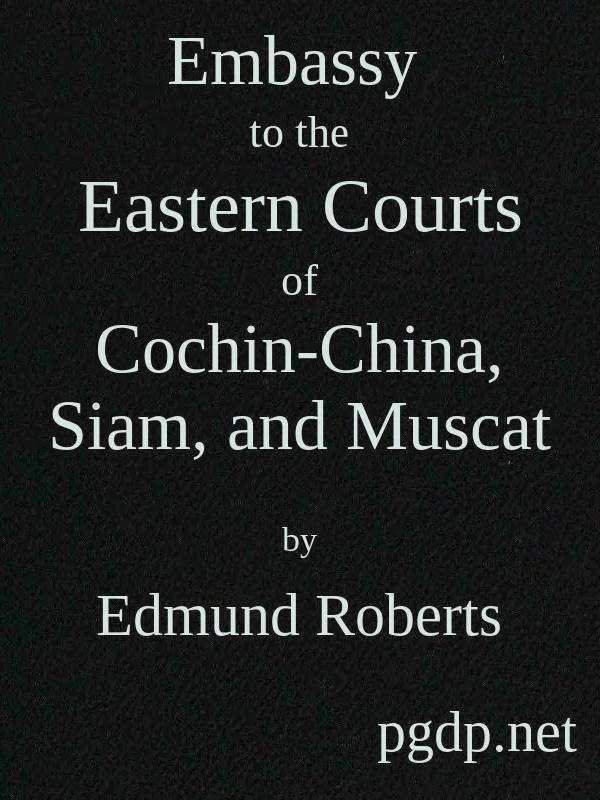 Embassy
to the
Eastern Courts
of
Cochin-China,
Siam, and Muscat
by
Edmund Roberts
pgdp.net